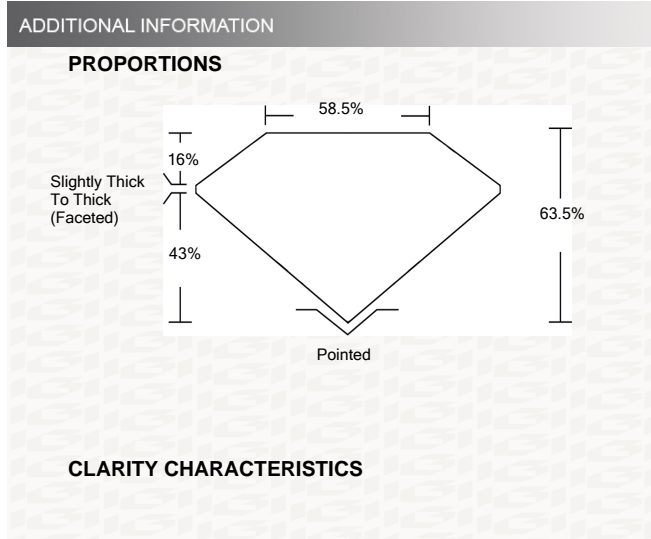 ADDITIONAL INFORMATION
PROPORTIONS
58.5%
16%
Slightly Thick
To Thick
(Faceted)
63.5%
43%
Pointed
CLARITY CHARACTERISTICS